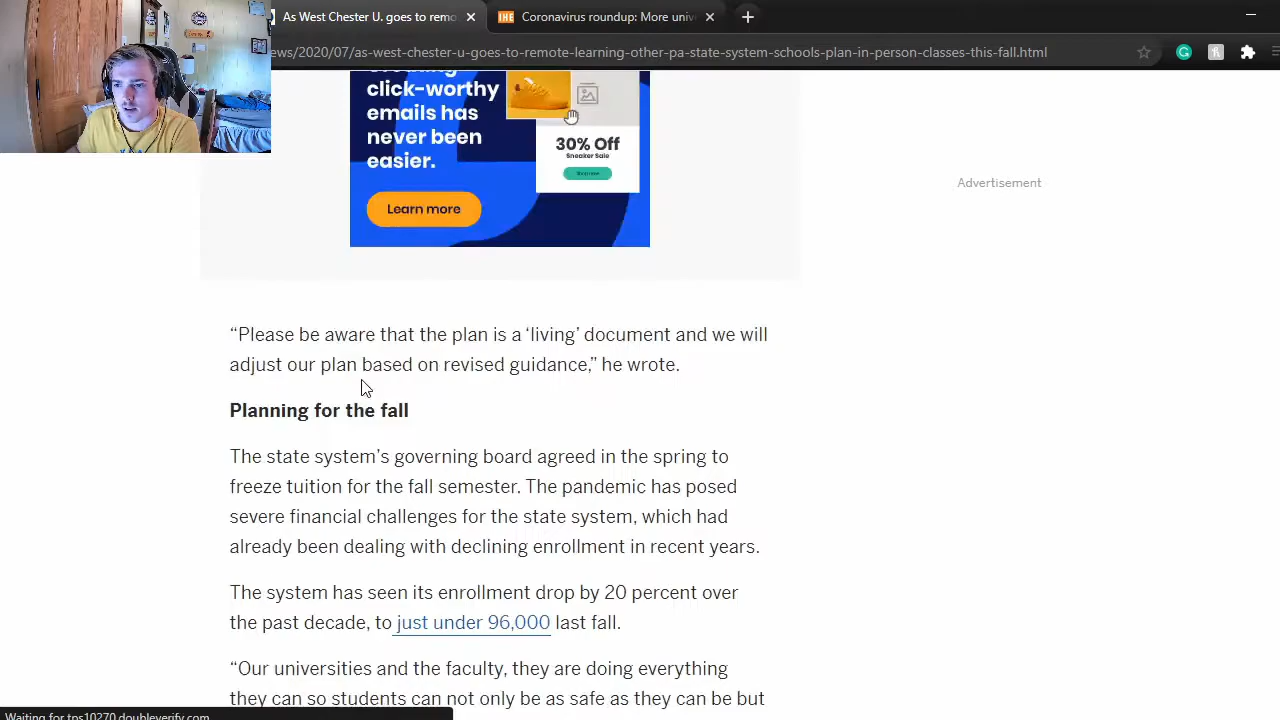 As West Chester U. goes to remo
Coronavirus roundup: More univ
ews/2020/07/as-west-chester-u-goes-to-remote-learning-other-pa-state-system-schools-plan-in-person-classes-this-fall.html
click-worthy
emails has
never been
easier.
30% Off
Sneaker Sale
Shop now
Learn more
Advertisement
“Please be aware that the plan is a ‘living’ document and we will
adjust our plan based on revised guidance,” he wrote.
Planning for the fall
The state system’s governing board agreed in the spring to
freeze tuition for the fall semester. The pandemic has posed
severe financial challenges for the state system, which had
already been dealing with declining enrollment in recent years.
The system has seen its enrollment drop by 20 percent over
the past decade, to just under 96,000 last fall.
“Our universities and the faculty, they are doing everything
they can so students can not only be as safe as they can be but
Waiting for tps10270.doubleverify.com